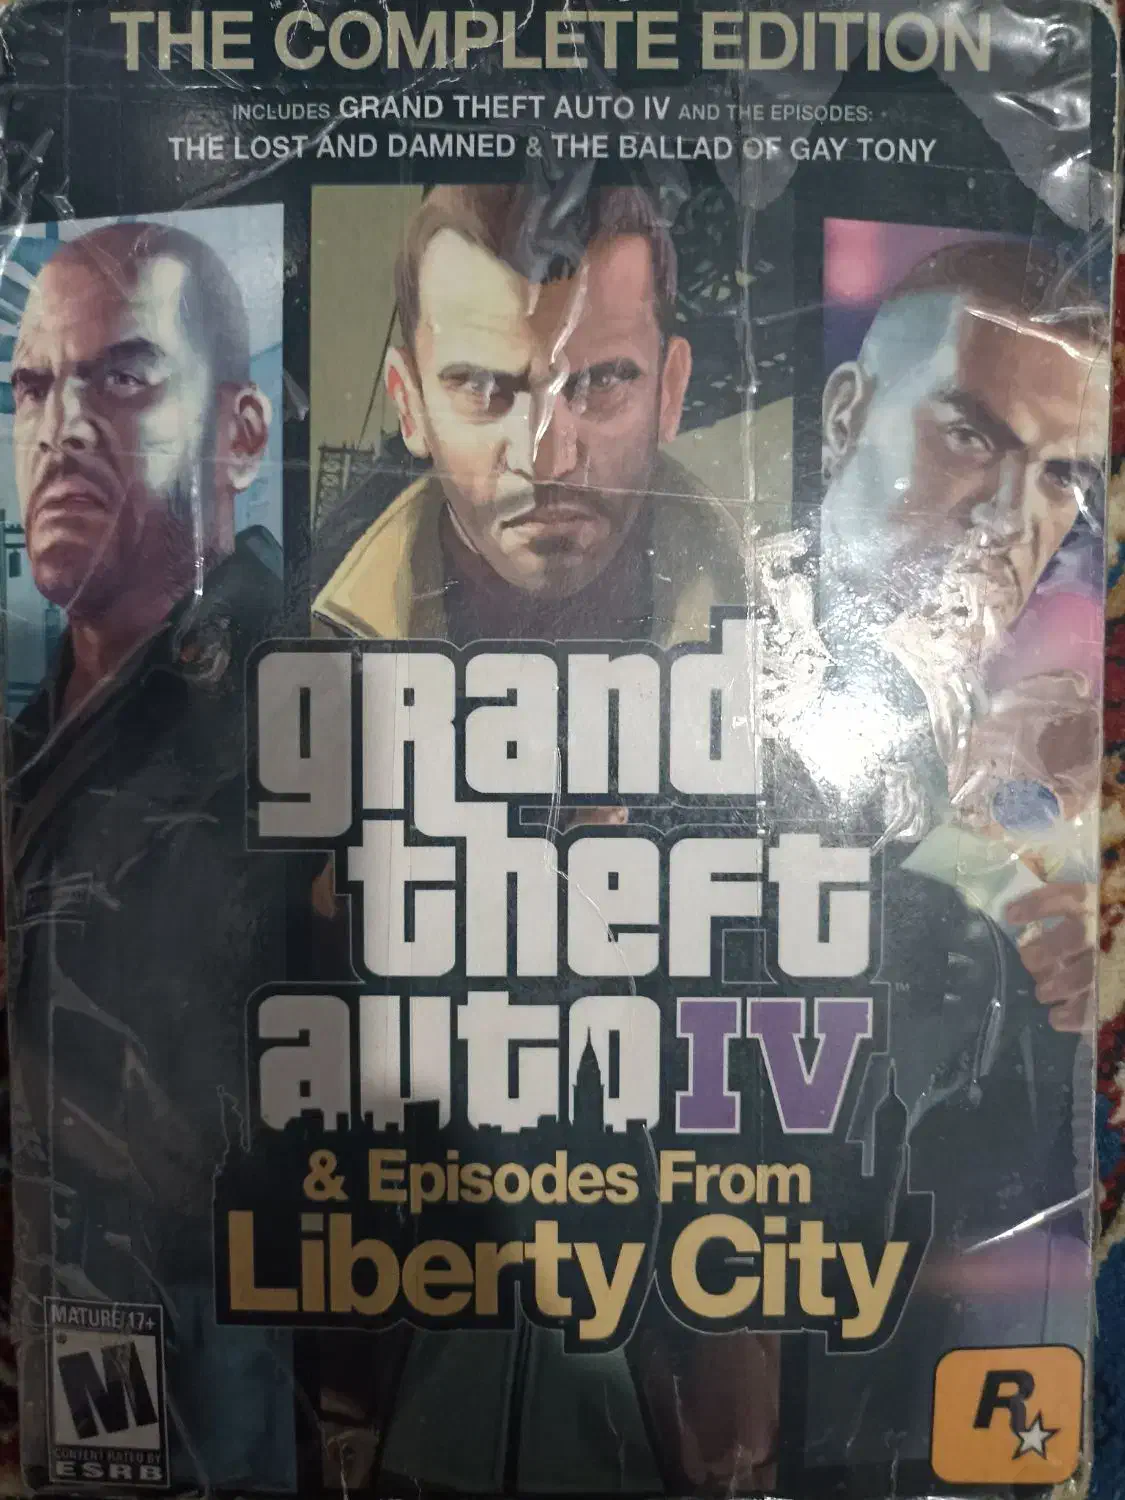 THE COMPLETE EDITION
INCLUDES GRAND THEFT AUTO IV AND THE EPISODES:
THE LOST AND DAMNED & THE BALLAD OF GAY TONY
grand
theft
auto IV
TM
& Episodes From
Liberty City
MATURE 17+
M
CONTENT RATED BY
ESRB
R